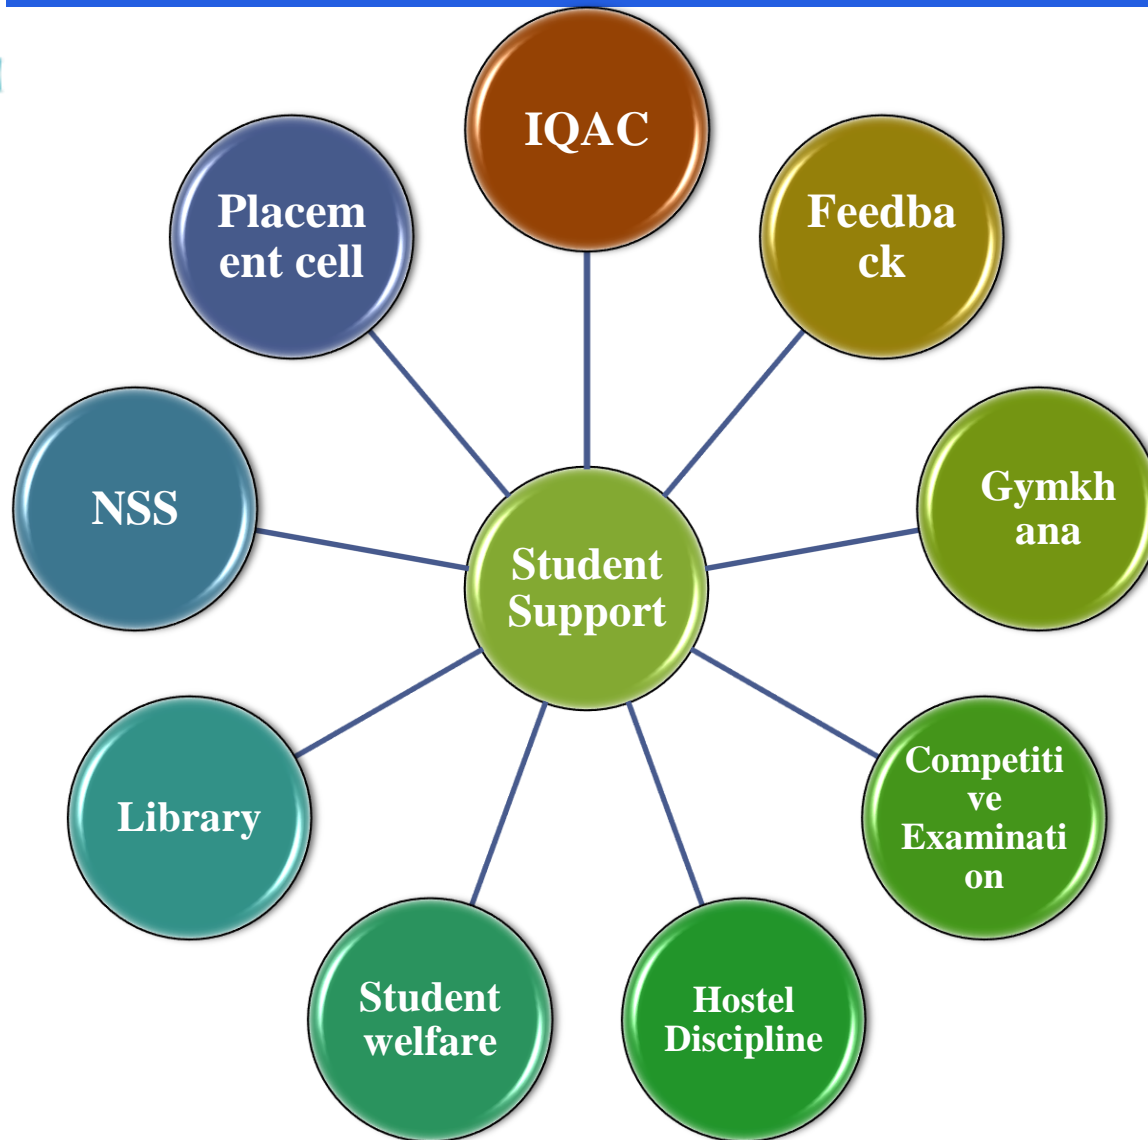 IQAC
Feedba
ck
Gymkh
ana
Competiti
ve
Examinati
on
Hostel
Discipline
Student
welfare
Library
NSS
Placem
ent cell
Student
Support